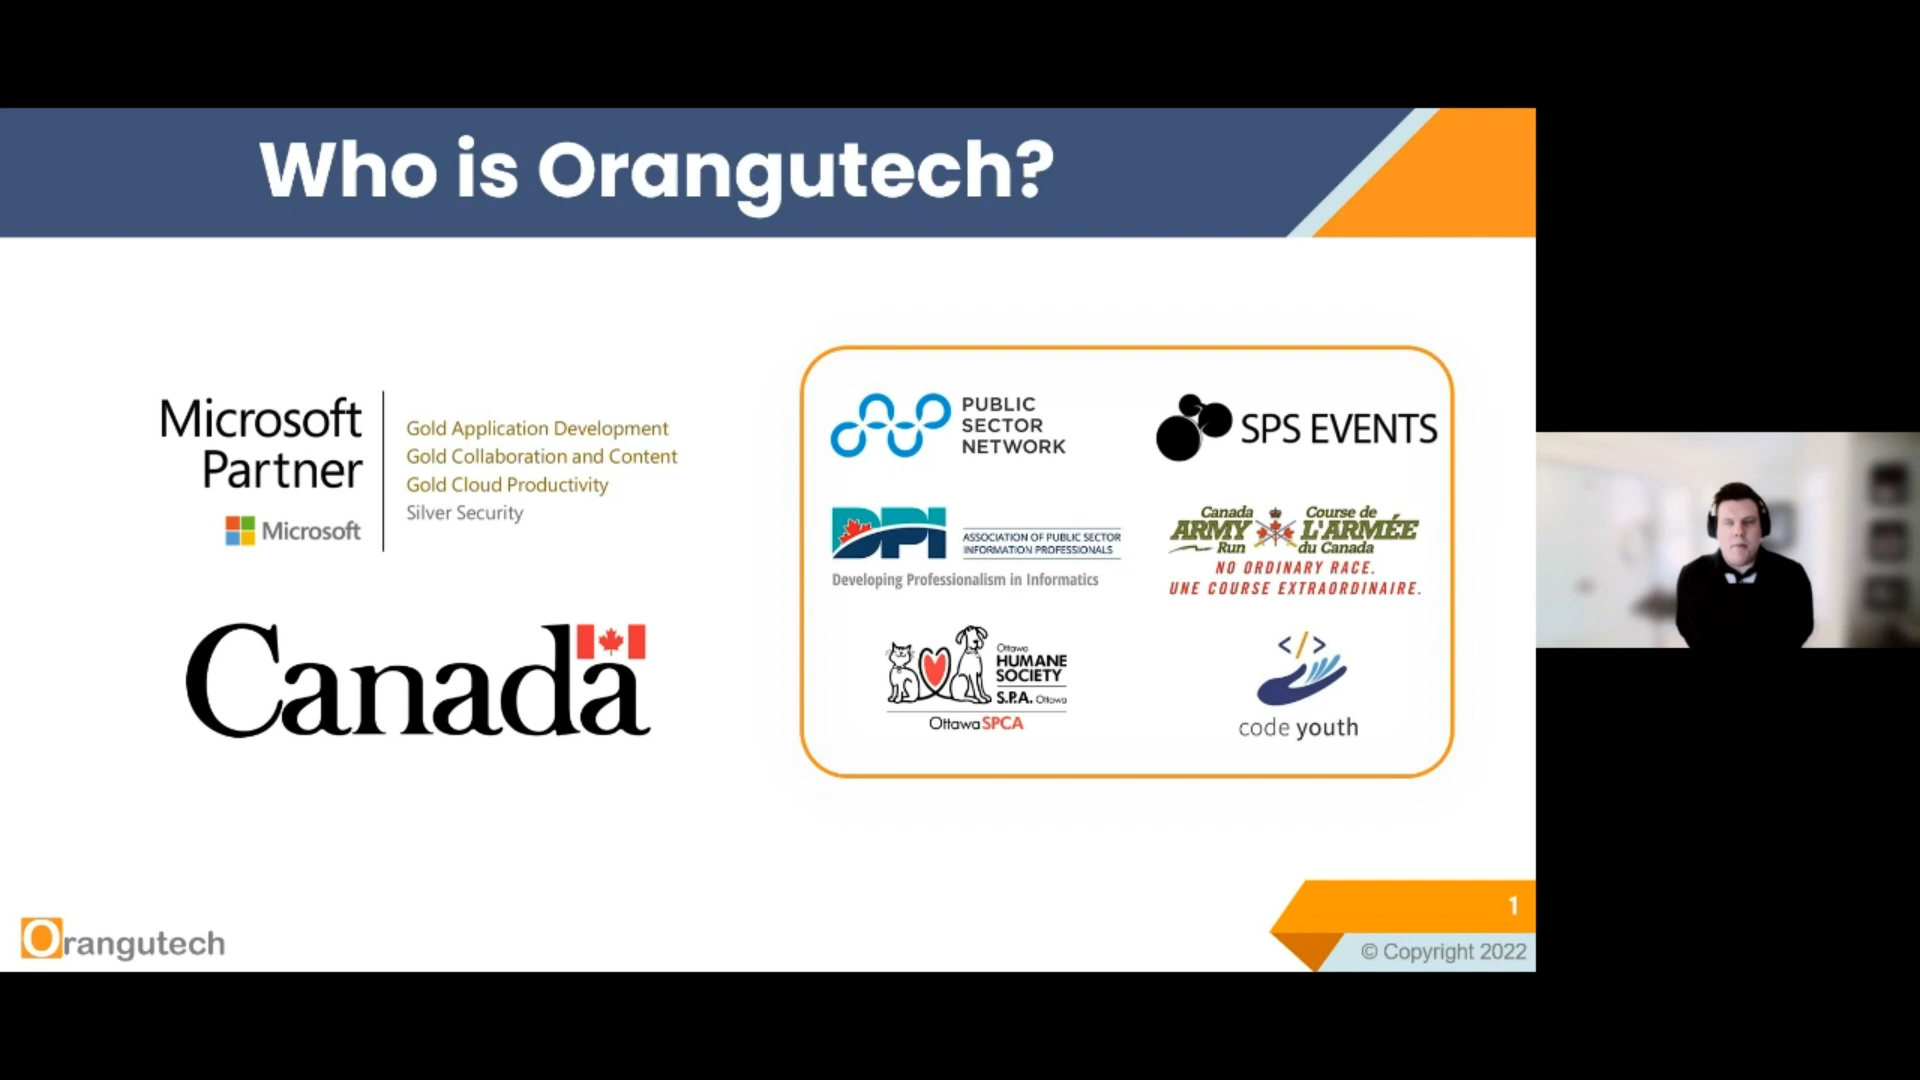 Who is Orangutech?
Microsoft
Partner
Microsoft
Gold Application Development
Gold Collaboration and Content
Gold Cloud Productivity
Silver Security
Canada
PUBLIC
SECTOR
NETWORK
SPS EVENTS
DPI
ASSOCIATION OF PUBLIC SECTOR
INFORMATION PROFESSIONALS
Developing Professionalism in Informatics
Canada
ARMY
Run
Course de
L'ARMÉE
du Canada
NO ORDINARY RACE.
UNE COURSE EXTRAORDINAIRE.
Ottawa
HUMANE
SOCIETY
S.P.A. Ottawa
Ottawa SPCA
</>
code youth
Orangutech
1
© Copyright 2022